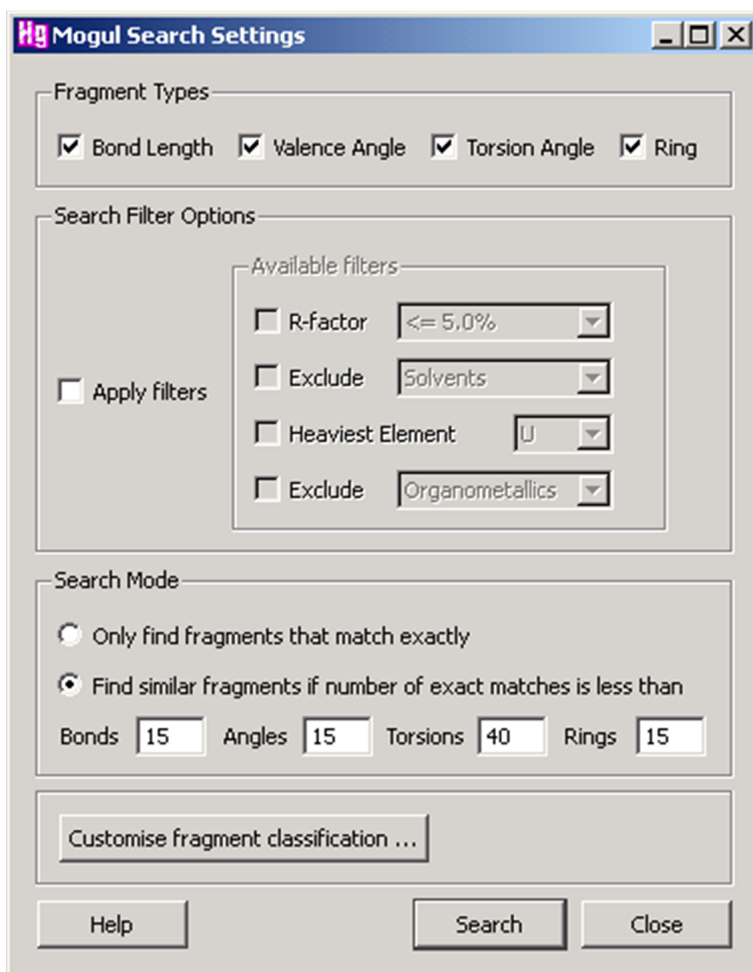 Hg Mogul Search Settings
Fragment Types
Bond Length Valence Angle Torsion Angle Ring
Search Filter Options
Available filters
R-factor <= 5.0%
Exclude Solvents
Apply filters
Heaviest Element U
Exclude Organometallics
Search Mode
Only find fragments that match exactly
Find similar fragments if number of exact matches is less than
Bonds 15 Angles 15 Torsions 40 Rings 15
Customise fragment classification ...
Help Search Close